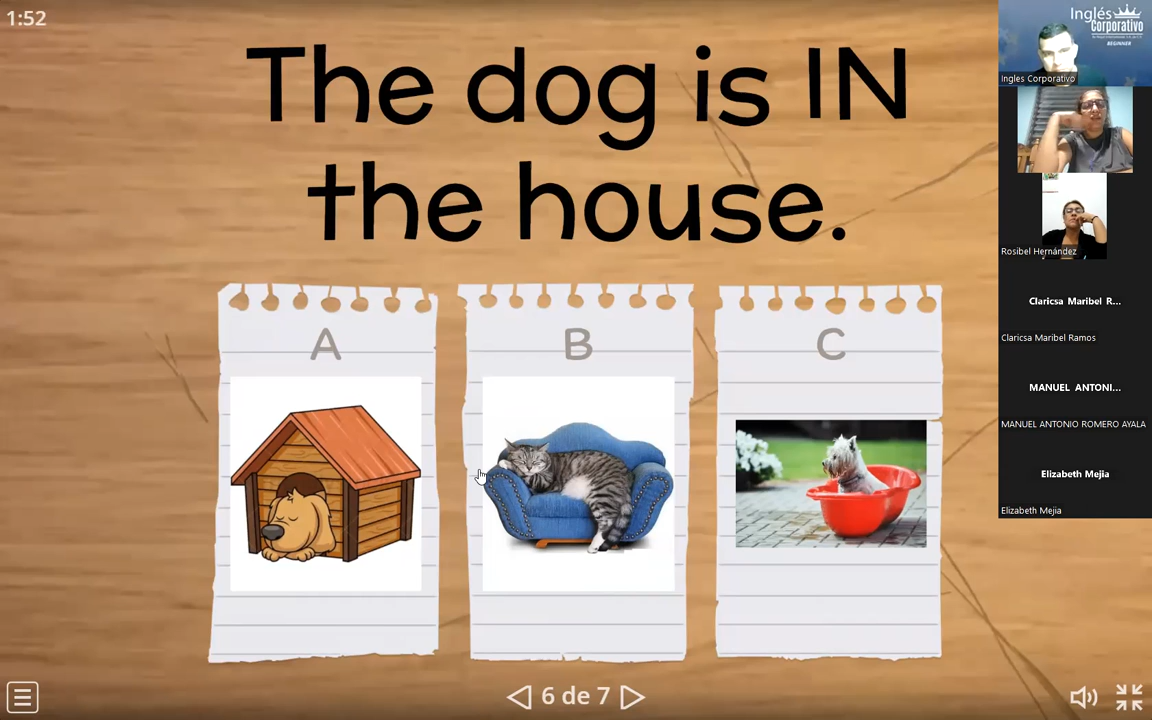 1:52
The dog is IN
the house.
A
B
C
6 de 7
Inglés
Corporativo
BEGINNER
Ingles Corporativo
Rosibel Hernández
Claricsa Maribel R...
Claricsa Maribel Ramos
MANUEL ANTONI...
MANUEL ANTONIO ROMERO AYALA
Elizabeth Mejia
Elizabeth Mejia